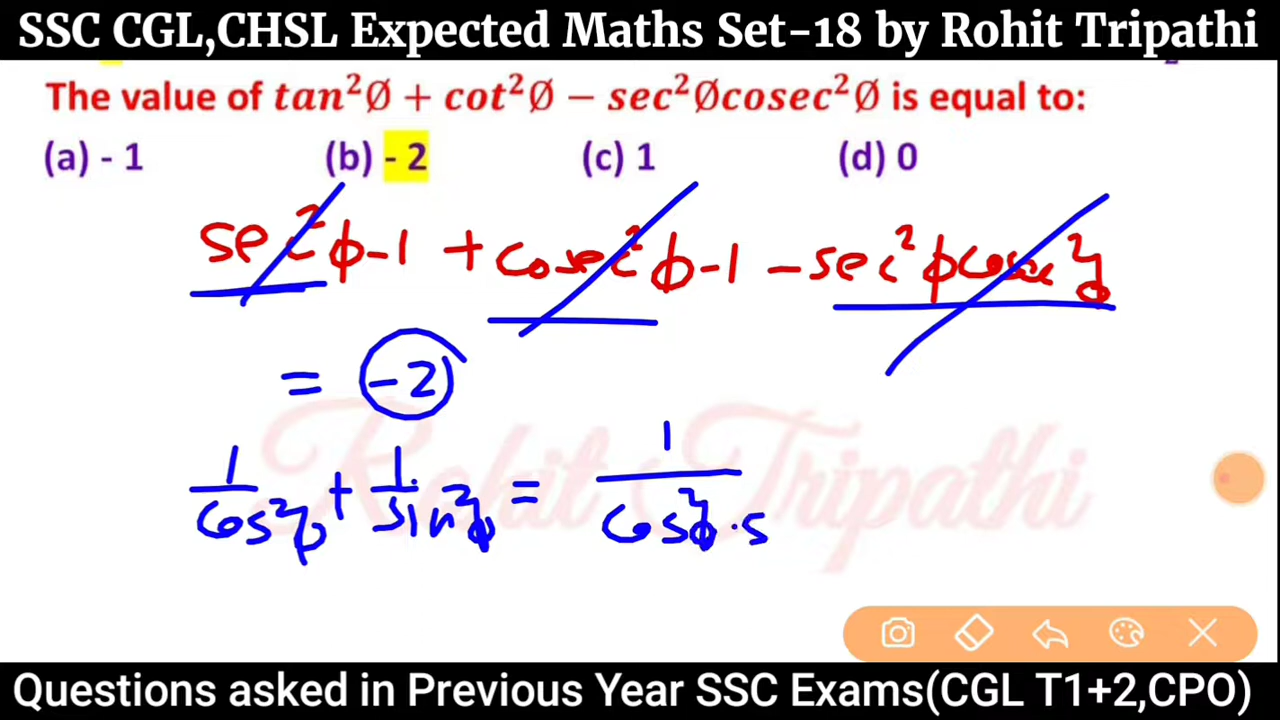 SSC CGL,CHSL Expected Maths Set-18 by Rohit Tripathi
The value of tan²Ø + cot²Ø − sec²Øcosec²Ø is equal to:
(a) - 1 (b) - 2 (c) 1 (d) 0
sec²φ-1 + cosec²φ-1 - sec²φcosec²φ
= -2
1/cos²φ + 1/sin²φ = 1/cos²φ·s
Rohit Tripathi
Questions asked in Previous Year SSC Exams(CGL T1+2,CPO)